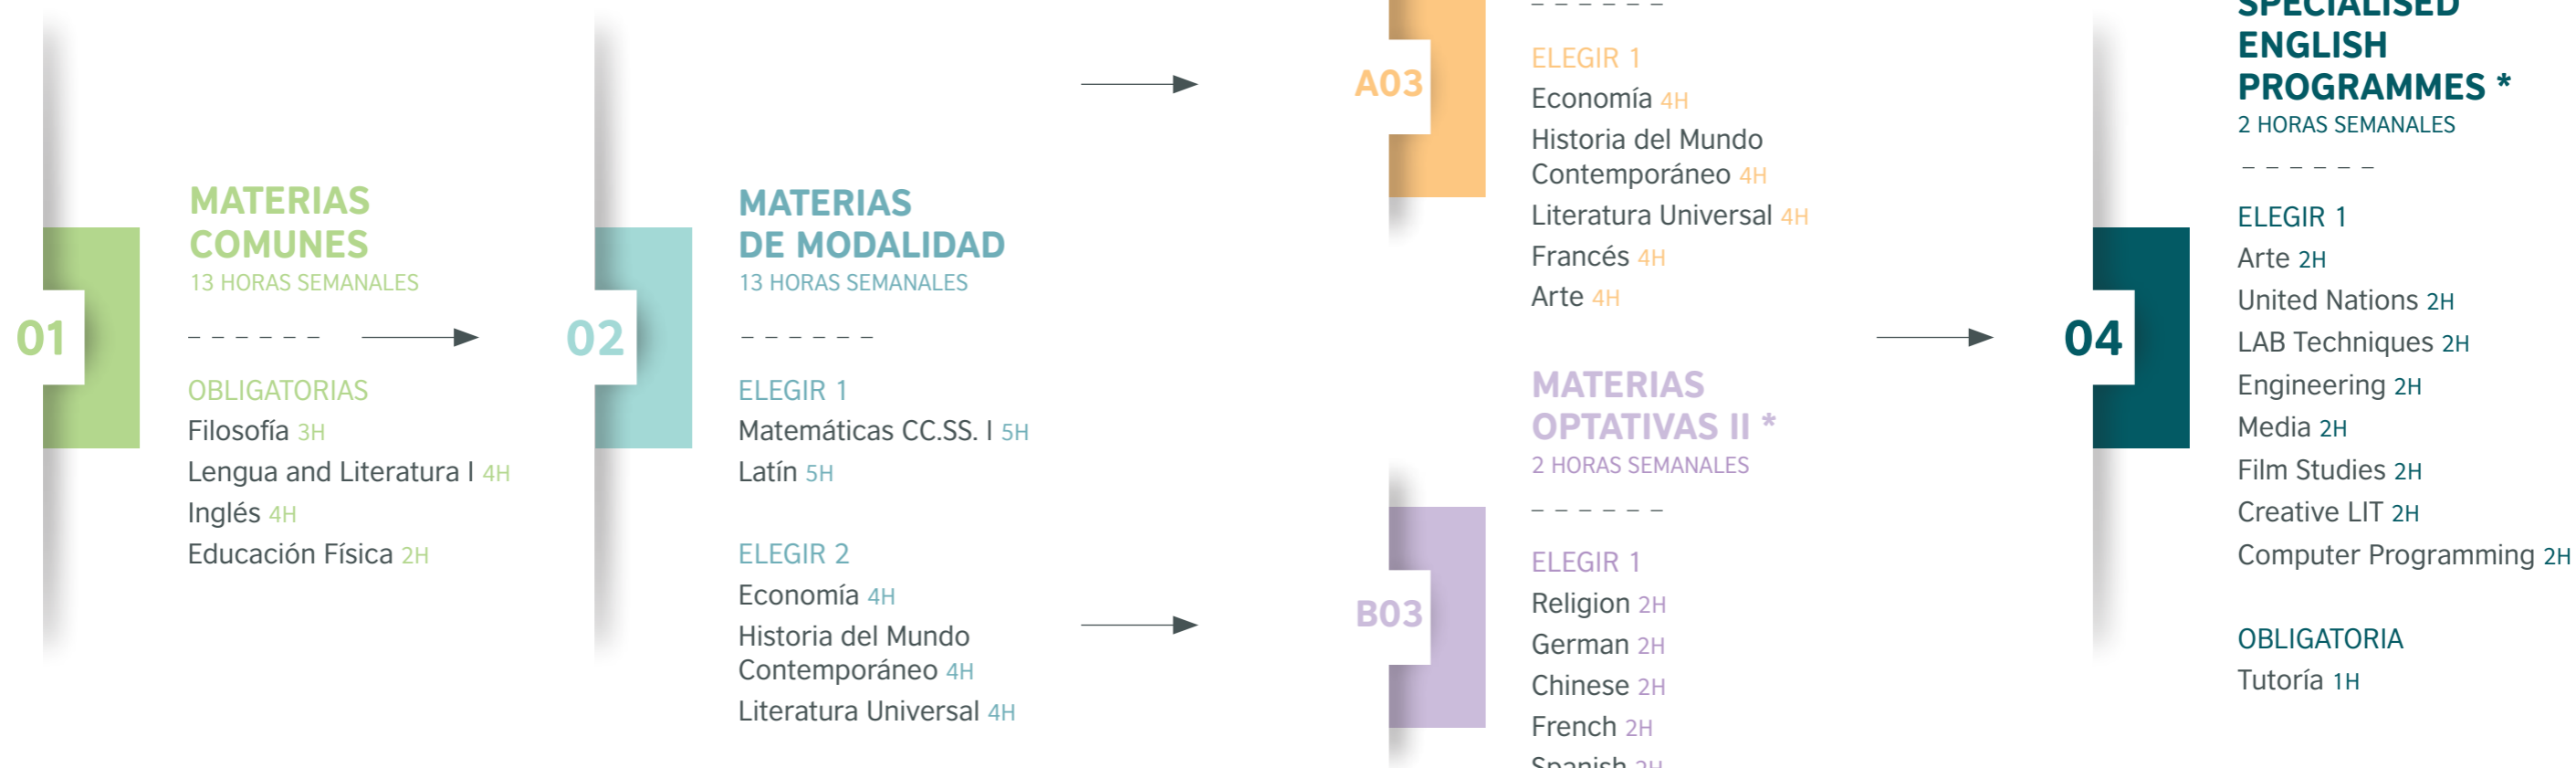 01
MATERIAS
COMUNES
13 HORAS SEMANALES
OBLIGATORIAS
Filosofía 3H
Lengua and Literatura I 4H
Inglés 4H
Educación Física 2H
02
MATERIAS
DE MODALIDAD
13 HORAS SEMANALES
ELEGIR 1
Matemáticas CC.SS. I 5H
Latín 5H
ELEGIR 2
Economía 4H
Historia del Mundo
Contemporáneo 4H
Literatura Universal 4H
A03
ELEGIR 1
Economía 4H
Historia del Mundo
Contemporáneo 4H
Literatura Universal 4H
Francés 4H
Arte 4H
B03
MATERIAS
OPTATIVAS II *
2 HORAS SEMANALES
ELEGIR 1
Religion 2H
German 2H
Chinese 2H
French 2H
Spanish 2H
04
SPECIALISED
ENGLISH
PROGRAMMES *
2 HORAS SEMANALES
ELEGIR 1
Arte 2H
United Nations 2H
LAB Techniques 2H
Engineering 2H
Media 2H
Film Studies 2H
Creative LIT 2H
Computer Programming 2H
OBLIGATORIA
Tutoría 1H